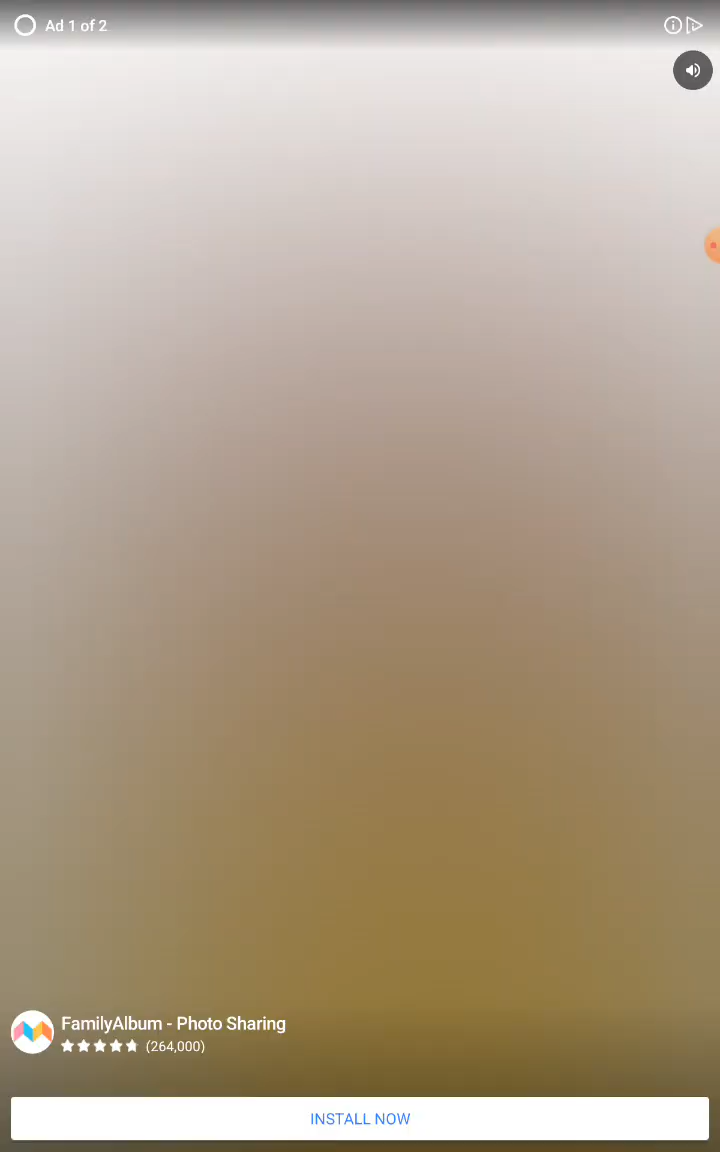 Ad 1 of 2
FamilyAlbum - Photo Sharing
(264,000)
INSTALL NOW